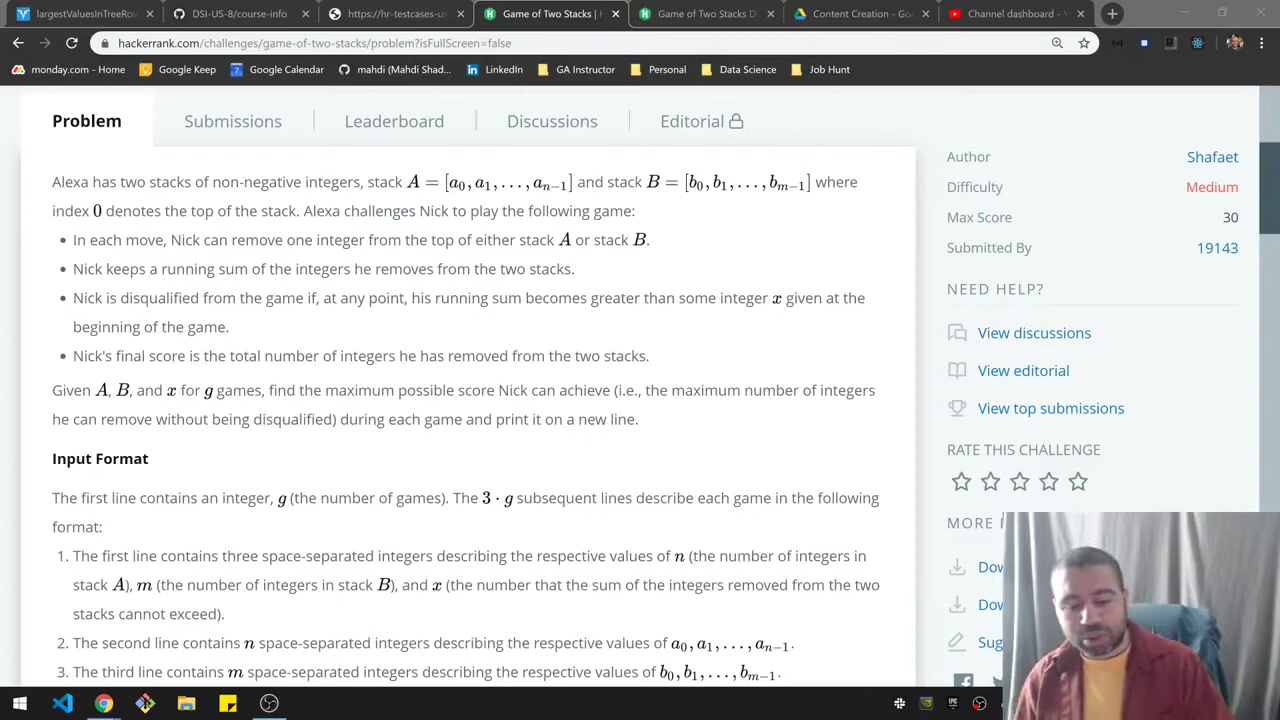 largestValuesInTreeRow
DSI-US-8/course-info
https://hr-testcases-us
Game of Two Stacks |
Game of Two Stacks D
Content Creation - Go
Channel dashboard - Y
hackerrank.com/challenges/game-of-two-stacks/problem?isFullScreen=false
monday.com - Home
Google Keep
Google Calendar
mahdi (Mahdi Shad...
LinkedIn
GA Instructor
Personal
Data Science
Job Hunt
Problem
Submissions
Leaderboard
Discussions
Editorial
Alexa has two stacks of non-negative integers, stack A = [a0, a1, . . . , an−1] and stack B = [b0, b1, . . . , bm−1] where
index 0 denotes the top of the stack. Alexa challenges Nick to play the following game:
• In each move, Nick can remove one integer from the top of either stack A or stack B.
• Nick keeps a running sum of the integers he removes from the two stacks.
• Nick is disqualified from the game if, at any point, his running sum becomes greater than some integer x given at the
beginning of the game.
• Nick's final score is the total number of integers he has removed from the two stacks.
Given A, B, and x for g games, find the maximum possible score Nick can achieve (i.e., the maximum number of integers
he can remove without being disqualified) during each game and print it on a new line.
Input Format
The first line contains an integer, g (the number of games). The 3 · g subsequent lines describe each game in the following
format:
1. The first line contains three space-separated integers describing the respective values of n (the number of integers in
stack A), m (the number of integers in stack B), and x (the number that the sum of the integers removed from the two
stacks cannot exceed).
2. The second line contains n space-separated integers describing the respective values of a0, a1, . . . , an−1.
3. The third line contains m space-separated integers describing the respective values of b0, b1, . . . , bm−1.
Author Shafaet
Difficulty Medium
Max Score 30
Submitted By 19143
NEED HELP?
View discussions
View editorial
View top submissions
RATE THIS CHALLENGE
MORE
Dow
Dow
Sug